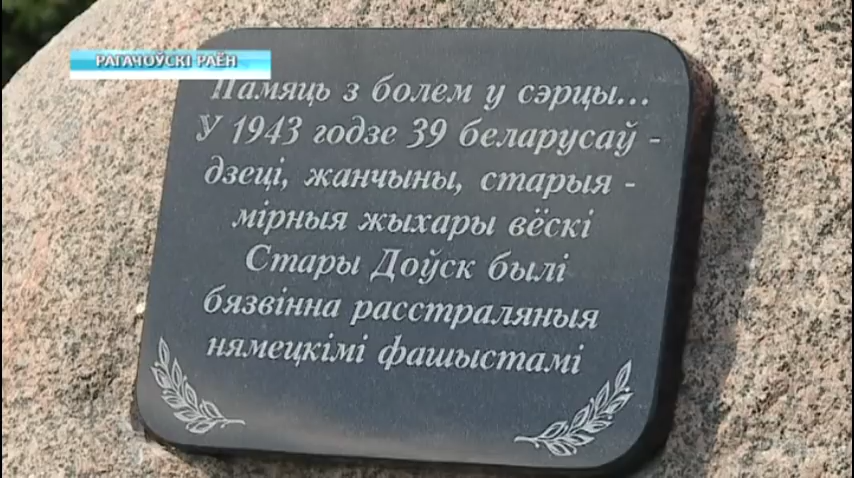 РАГАЧОЎСКІ РАЁН
Памяць з болем у сэрцы...
У 1943 годзе 39 беларусаў -
дзеці, жанчыны, старыя -
мірныя жыхары вёскі
Стары Доўск былі
бязвінна расстраляныя
нямецкімі фашыстамі